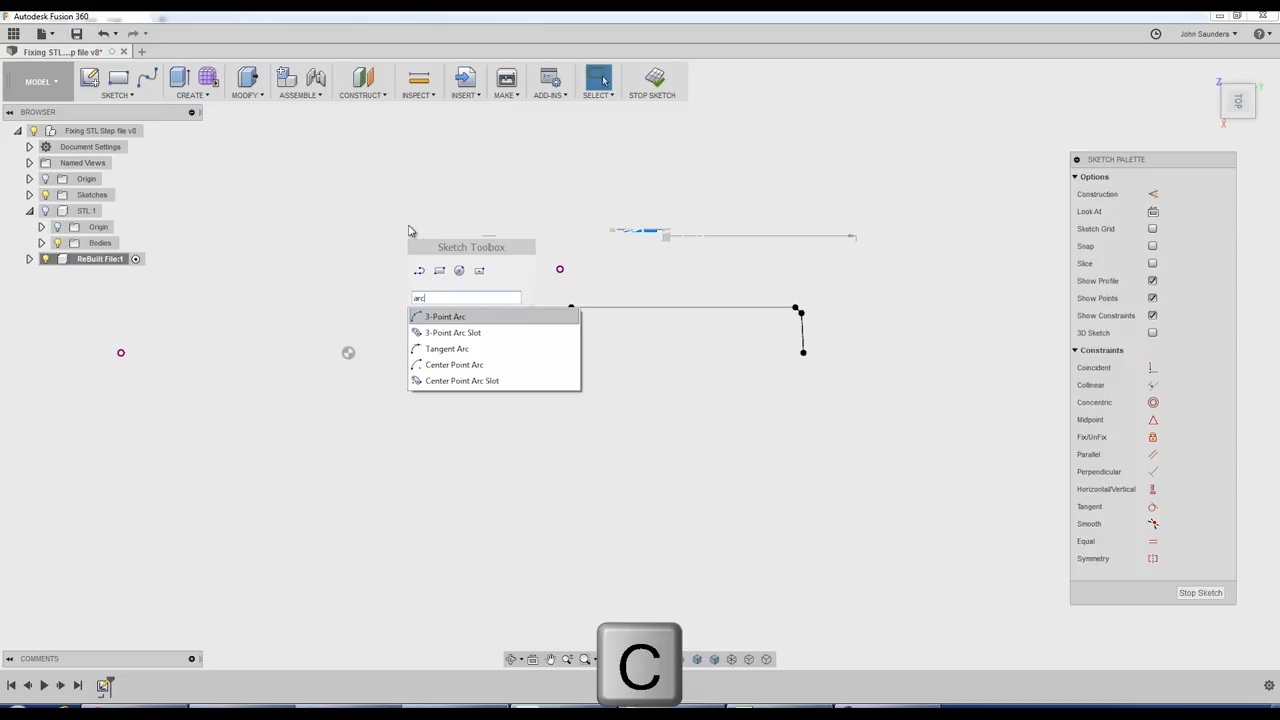 Autodesk Fusion 360
John Saunders
Fixing STL...p file v8*
MODEL
SKETCH
CREATE
MODIFY
ASSEMBLE
CONSTRUCT
INSPECT
INSERT
MAKE
ADD-INS
SELECT
STOP SKETCH
BROWSER
Fixing STL Step file v8
Document Settings
Named Views
Origin
Sketches
STL:1
Origin
Bodies
ReBuilt File:1
Z
Y
TOP
X
Sketch Toolbox
arc
3-Point Arc
3-Point Arc Slot
Tangent Arc
Center Point Arc
Center Point Arc Slot
SKETCH PALETTE
Options
Construction
Look At
Sketch Grid
Snap
Slice
Show Profile
Show Points
Show Constraints
3D Sketch
Constraints
Coincident
Collinear
Concentric
Midpoint
Fix/UnFix
Parallel
Perpendicular
Horizontal/Vertical
Tangent
Smooth
Equal
Symmetry
Stop Sketch
COMMENTS
C